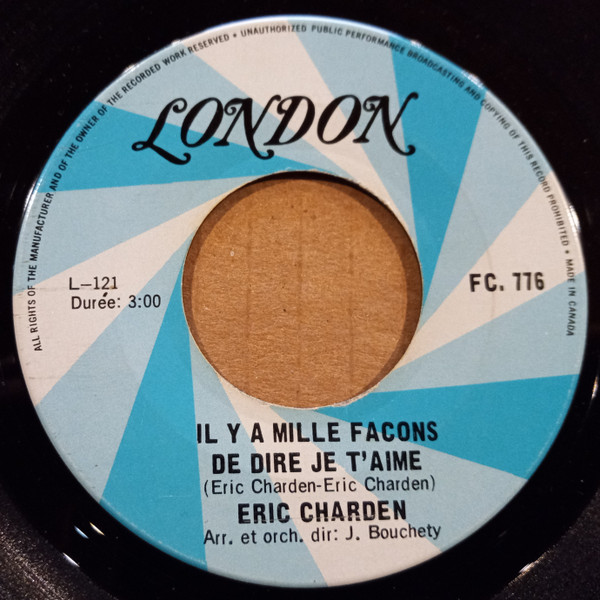 ALL RIGHTS OF THE MANUFACTURER AND OF THE OWNER OF THE RECORDED WORK RESERVED • UNAUTHORIZED PUBLIC PERFORMANCE BROADCASTING AND COPYING OF THIS RECORD PROHIBITED • MADE IN CANADA
LONDON
L-121
Durée: 3:00
FC. 776
IL Y A MILLE FACONS
DE DIRE JE T'AIME
(Eric Charden-Eric Charden)
ERIC CHARDEN
Arr. et orch. dir: J. Bouchety